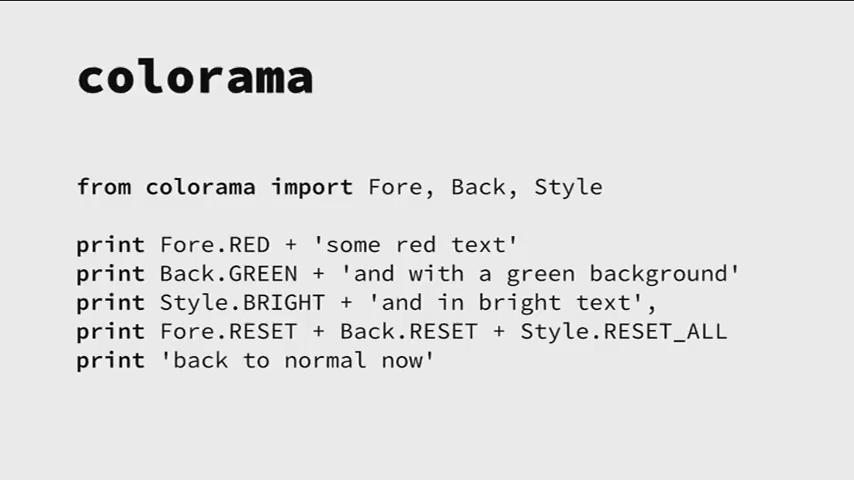 colorama
from colorama import Fore, Back, Style
print Fore.RED + 'some red text'
print Back.GREEN + 'and with a green background'
print Style.BRIGHT + 'and in bright text',
print Fore.RESET + Back.RESET + Style.RESET_ALL
print 'back to normal now'